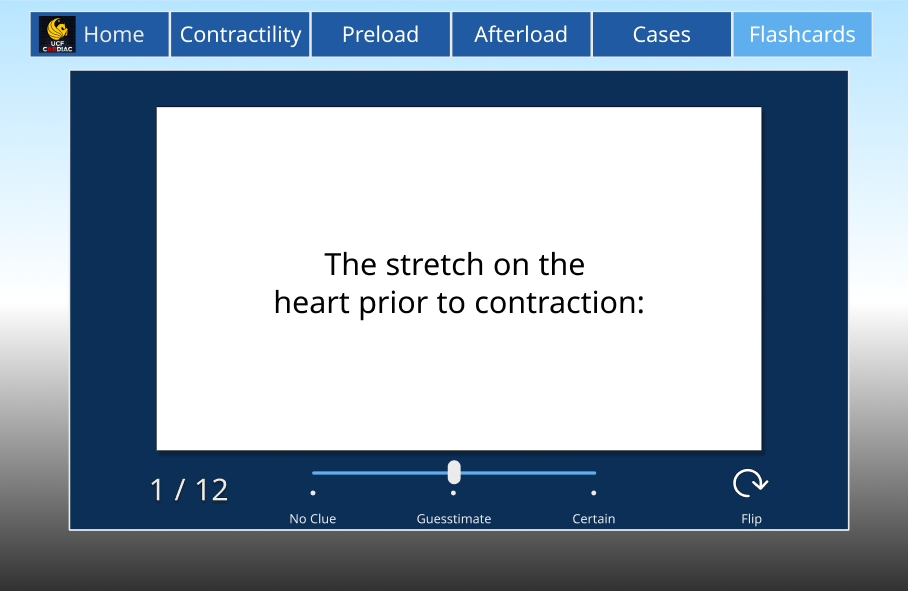 UCF
CARDIAC
Home
Contractility
Preload
Afterload
Cases
Flashcards
The stretch on the
heart prior to contraction:
1 / 12
No Clue
Guesstimate
Certain
Flip